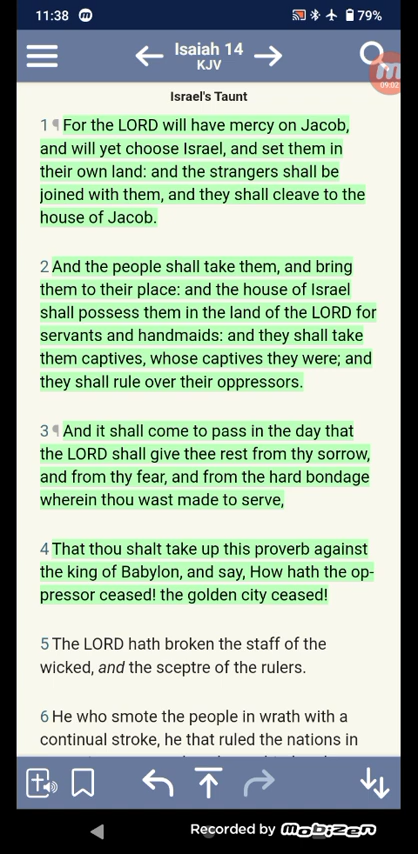 11:38 79%
Isaiah 14
KJV
09:02
Israel's Taunt
1 ¶ For the LORD will have mercy on Jacob,
and will yet choose Israel, and set them in
their own land: and the strangers shall be
joined with them, and they shall cleave to the
house of Jacob.
2 And the people shall take them, and bring
them to their place: and the house of Israel
shall possess them in the land of the LORD for
servants and handmaids: and they shall take
them captives, whose captives they were; and
they shall rule over their oppressors.
3 ¶ And it shall come to pass in the day that
the LORD shall give thee rest from thy sorrow,
and from thy fear, and from the hard bondage
wherein thou wast made to serve,
4 That thou shalt take up this proverb against
the king of Babylon, and say, How hath the op-
pressor ceased! the golden city ceased!
5 The LORD hath broken the staff of the
wicked, and the sceptre of the rulers.
6 He who smote the people in wrath with a
continual stroke, he that ruled the nations in
Recorded by mobizen